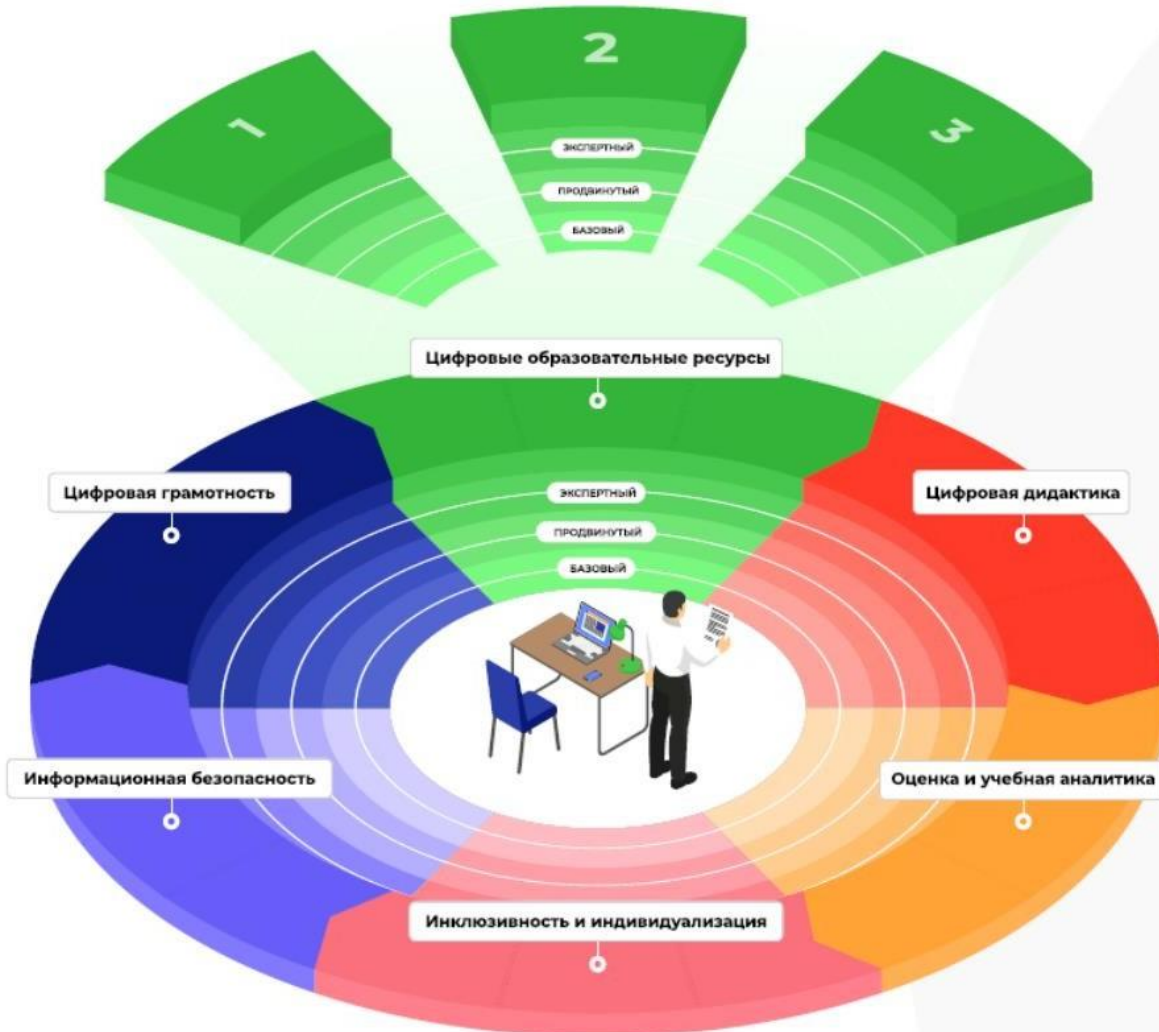 1
2
3
ЭКСПЕРТНЫЙ
ПРОДВИНУТЫЙ
БАЗОВЫЙ
Цифровые образовательные ресурсы
Цифровая грамотность
ЭКСПЕРТНЫЙ
Цифровая дидактика
ПРОДВИНУТЫЙ
БАЗОВЫЙ
Информационная безопасность
Оценка и учебная аналитика
Инклюзивность и индивидуализация